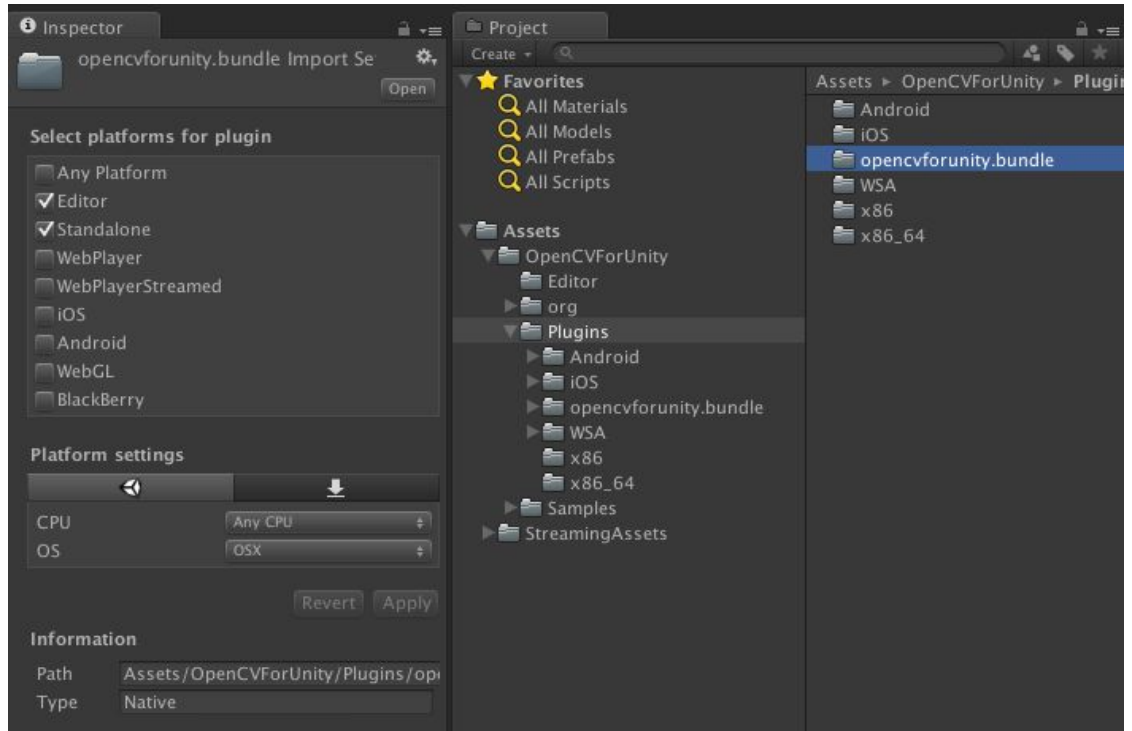 Inspector
opencvforunity.bundle Import Se
Open
Select platforms for plugin
Any Platform
Editor
Standalone
WebPlayer
WebPlayerStreamed
iOS
Android
WebGL
BlackBerry
Platform settings
CPU Any CPU
OS OSX
Revert Apply
Information
Path Assets/OpenCVForUnity/Plugins/op
Type Native
Project
Create
Favorites
All Materials
All Models
All Prefabs
All Scripts
Assets
OpenCVForUnity
Editor
org
Plugins
Android
iOS
opencvforunity.bundle
WSA
x86
x86_64
Samples
StreamingAssets
Assets OpenCVForUnity Plugin
Android
iOS
opencvforunity.bundle
WSA
x86
x86_64